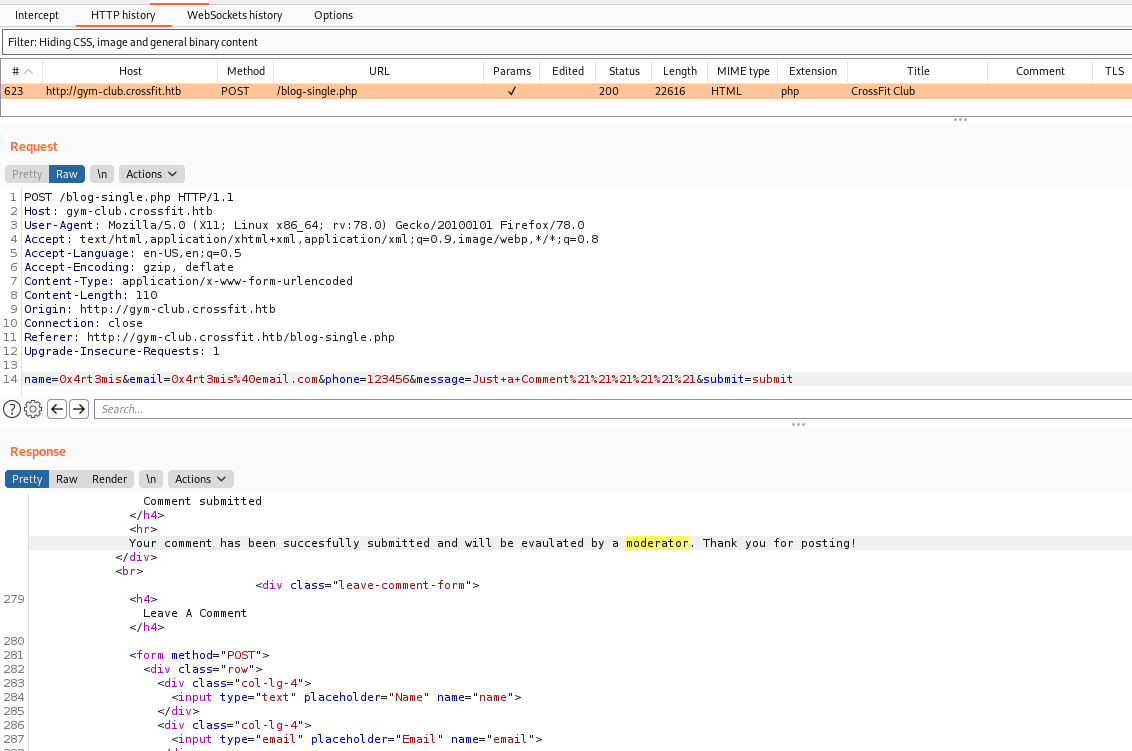 Intercept HTTP history WebSockets history Options
Filter: Hiding CSS, image and general binary content
# Host Method URL Params Edited Status Length MIME type Extension Title Comment TLS
623 http://gym-club.crossfit.htb POST /blog-single.php ✓ 200 22616 HTML php CrossFit Club
Request
Pretty Raw \n Actions
1 POST /blog-single.php HTTP/1.1
2 Host: gym-club.crossfit.htb
3 User-Agent: Mozilla/5.0 (X11; Linux x86_64; rv:78.0) Gecko/20100101 Firefox/78.0
4 Accept: text/html,application/xhtml+xml,application/xml;q=0.9,image/webp,*/*;q=0.8
5 Accept-Language: en-US,en;q=0.5
6 Accept-Encoding: gzip, deflate
7 Content-Type: application/x-www-form-urlencoded
8 Content-Length: 110
9 Origin: http://gym-club.crossfit.htb
10 Connection: close
11 Referer: http://gym-club.crossfit.htb/blog-single.php
12 Upgrade-Insecure-Requests: 1
13
14 name=0x4rt3mis&email=0x4rt3mis%40email.com&phone=123456&message=Just+a+Comment%21%21%21%21%21%21&submit=submit
? Search...
Response
Pretty Raw Render \n Actions
Comment submitted
</h4>
<hr>
Your comment has been succesfully submitted and will be evaulated by a moderator. Thank you for posting!
</div>
<br>
<div class="leave-comment-form">
279 <h4>
Leave A Comment
</h4>
280
281 <form method="POST">
282 <div class="row">
283 <div class="col-lg-4">
284 <input type="text" placeholder="Name" name="name">
285 </div>
286 <div class="col-lg-4">
287 <input type="email" placeholder="Email" name="email">